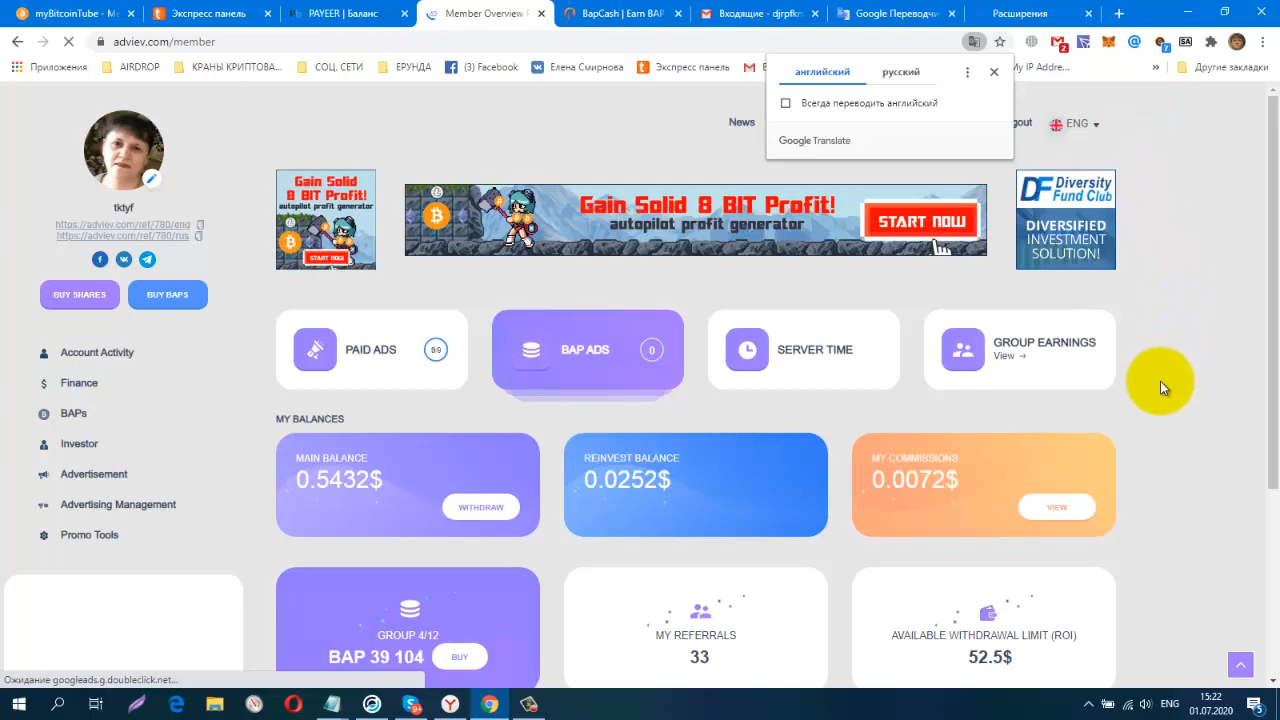 myBitcoinTube - М
Экспресс панель
PAYEER | Баланс
Member Overview
BapCash | Earn BAP
Входящие - djrpfkm
Google Переводчи
Расширения
adviev.com/member
Приложения
AIRDROP
КРАНЫ КРИПТОВА...
СОЦ. СЕТИ
ЕРУНДА
(3) Facebook
Елена Смирнова
Экспресс панель
My IP Addre...
»
Другие закладки
английский
русский
Всегда переводить английский
Google Translate
News
gout
ENG
tktyf
https://adviev.com/ref/780/eng
https://adviev.com/ref/780/rus
BUY SHARES
BUY BAPS
Account Activity
Finance
BAPs
Investor
Advertisement
Advertising Management
Promo Tools
Gain Solid
8 BIT Profit!
autopilot profit generator
START NOW
Gain Solid 8 BIT Profit!
autopilot profit generator
START NOW
DF Diversity
Fund Club
DIVERSIFIED
INVESTMENT
SOLUTION!
PAID ADS
9/9
BAP ADS
0
SERVER TIME
GROUP EARNINGS
View →
MY BALANCES
MAIN BALANCE
0.5432$
WITHDRAW
REINVEST BALANCE
0.0252$
MY COMMISSIONS
0.0072$
VIEW
GROUP 4/12
BAP 39 104
BUY
MY REFERRALS
33
AVAILABLE WITHDRAWAL LIMIT (ROI)
52.5$
Ожидание googleads.g.doubleclick.net...
ENG
15:22
01.07.2020